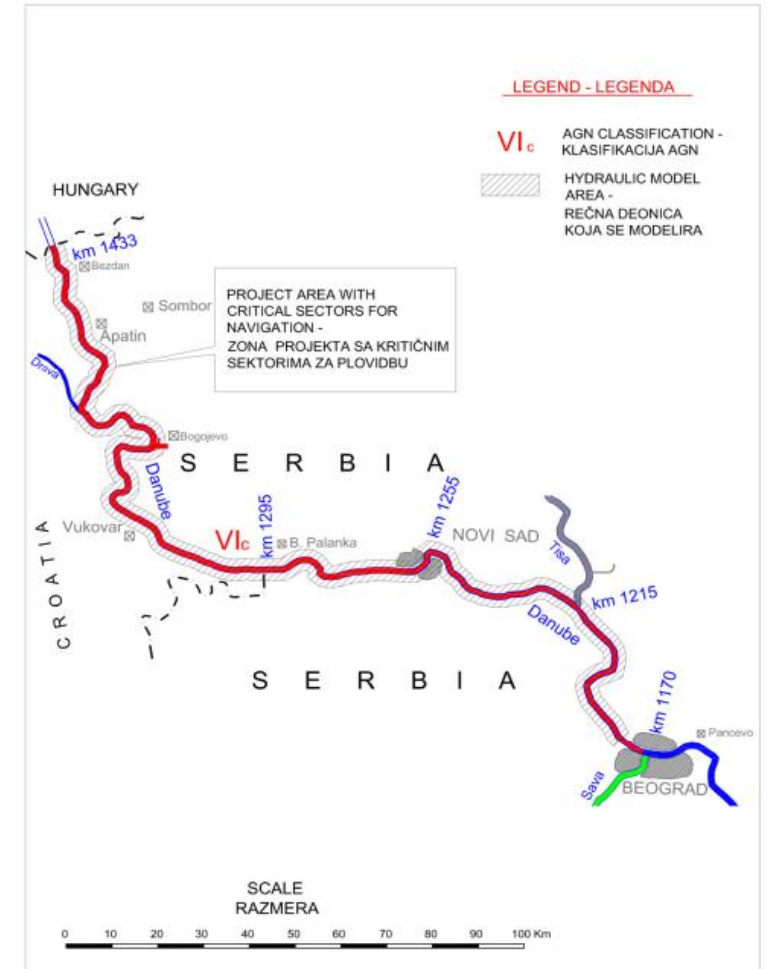 LEGEND - LEGENDA
VIc
AGN CLASSIFICATION -
KLASIFIKACIJA AGN
HYDRAULIC MODEL
AREA -
REČNA DEONICA
KOJA SE MODELIRA
HUNGARY
km 1433
Bezdan
Sombor
Apatin
PROJECT AREA WITH
CRITICAL SECTORS FOR
NAVIGATION -
ZONA PROJEKTA SA KRITIČNIM
SEKTORIMA ZA PLOVIDBU
Drava
Bogojevo
SERBIA
Danube
Vukovar
VIc
km 1295
B. Palanka
km 1255
NOVI SAD
Tisa
km 1215
Danube
CROATIA
SERBIA
km 1170
Pancevo
Sava
BEOGRAD
SCALE
RAZMERA
0 10 20 30 40 50 60 70 80 90 100 Km